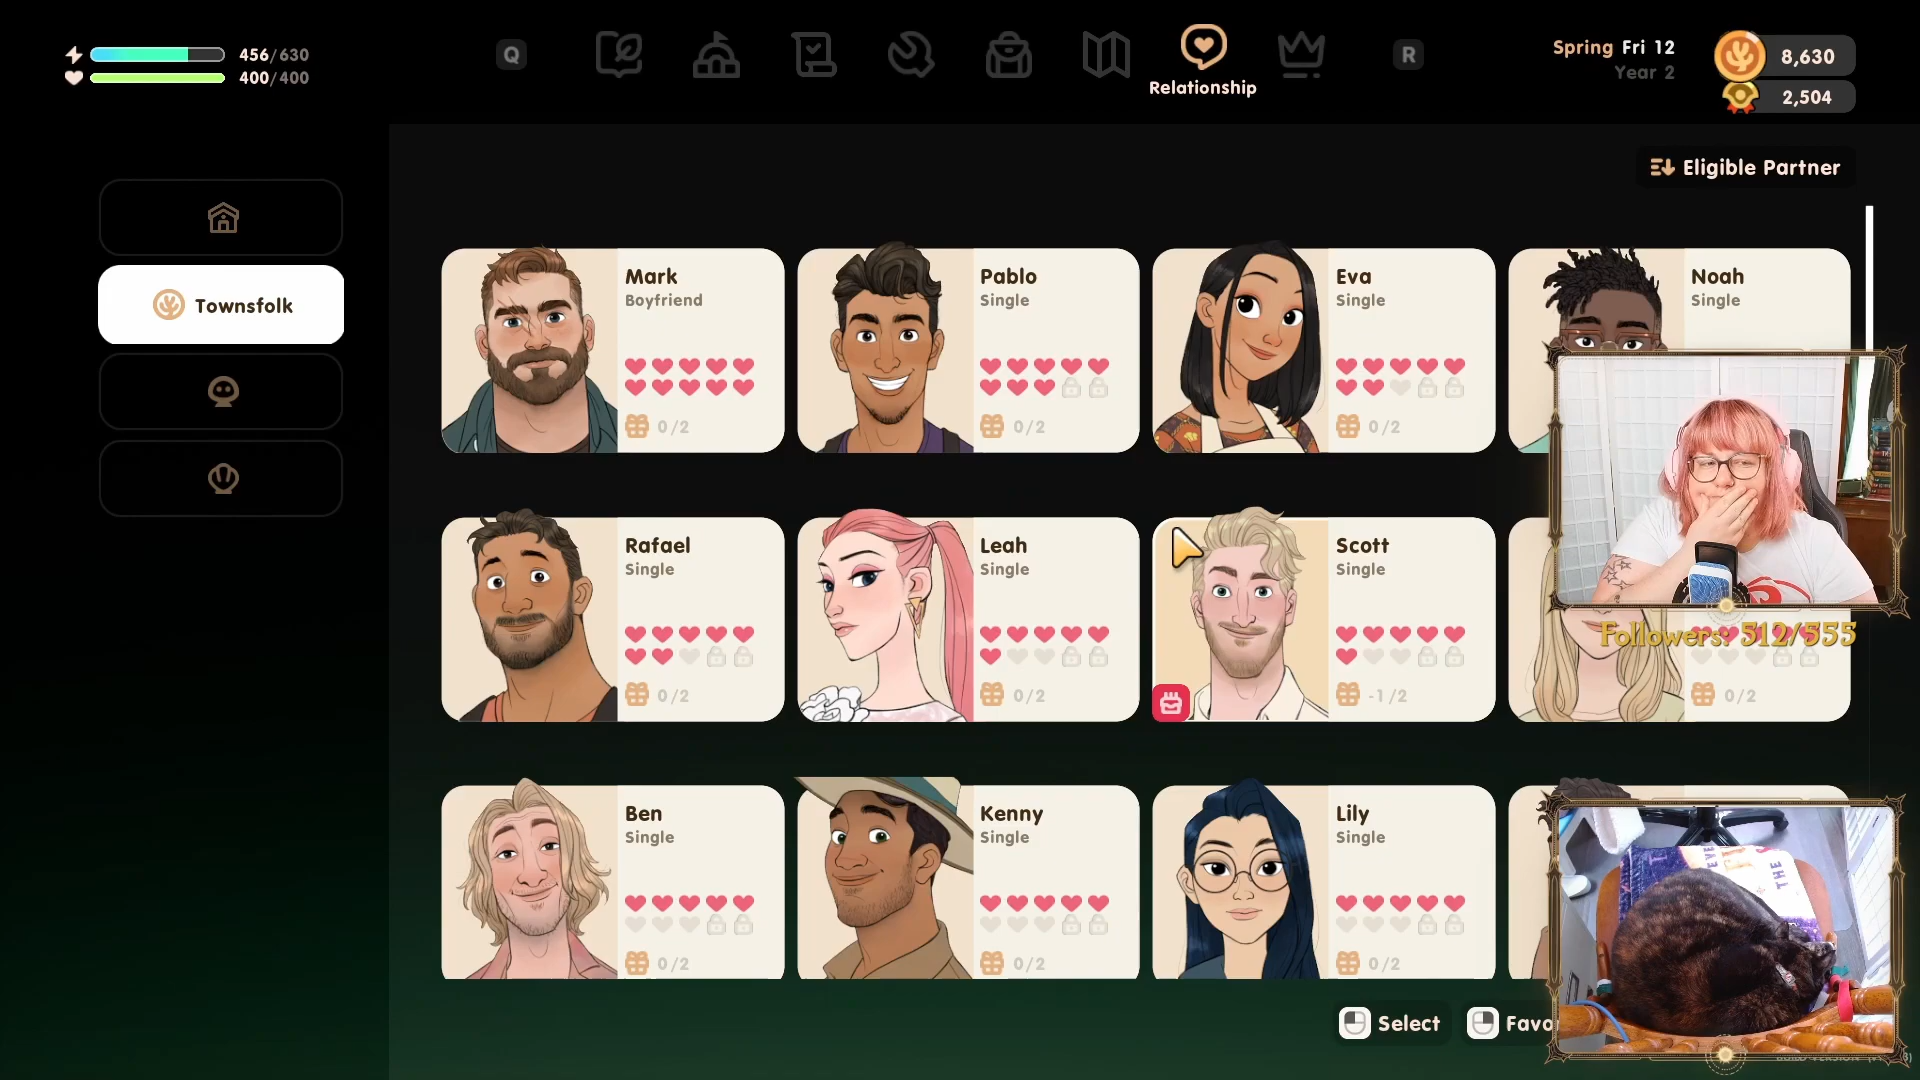 456/630
400/400
Q
Relationship
R
Spring Fri 12
Year 2
8,630
2,504
Eligible Partner
Townsfolk
Mark
Boyfriend
0/2
Pablo
Single
0/2
Eva
Single
0/2
Noah
Single
Rafael
Single
0/2
Leah
Single
0/2
Scott
Single
-1/2
0/2
Followers: 512/555
Ben
Single
0/2
Kenny
Single
0/2
Lily
Single
0/2
THE
Select
Favo